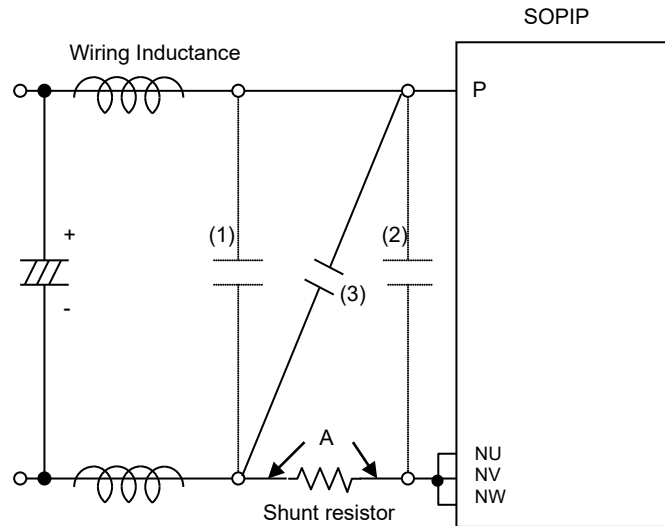 SOPIP
Wiring Inductance
P
+
(1)
(2)
(3)
-
A
NU
NV
NW
Shunt resistor